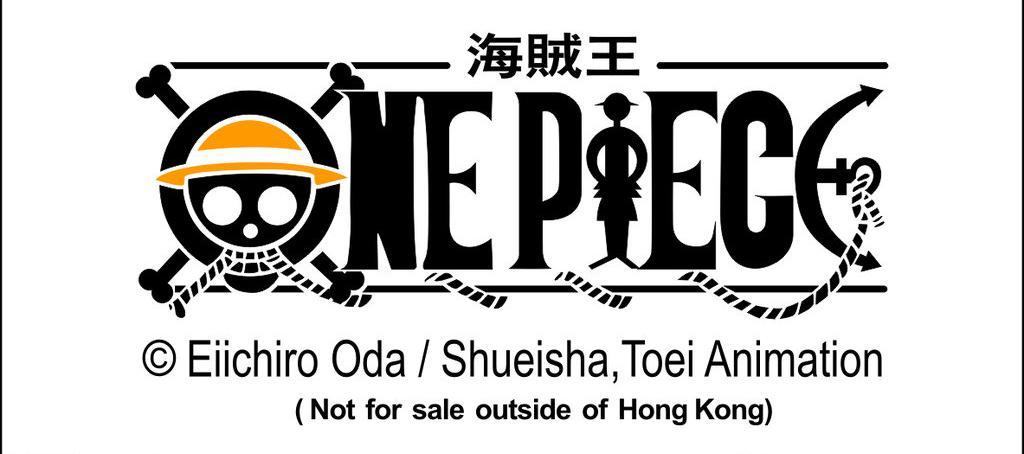 海賊王
ONE PIECE
© Eiichiro Oda / Shueisha,Toei Animation
( Not for sale outside of Hong Kong)